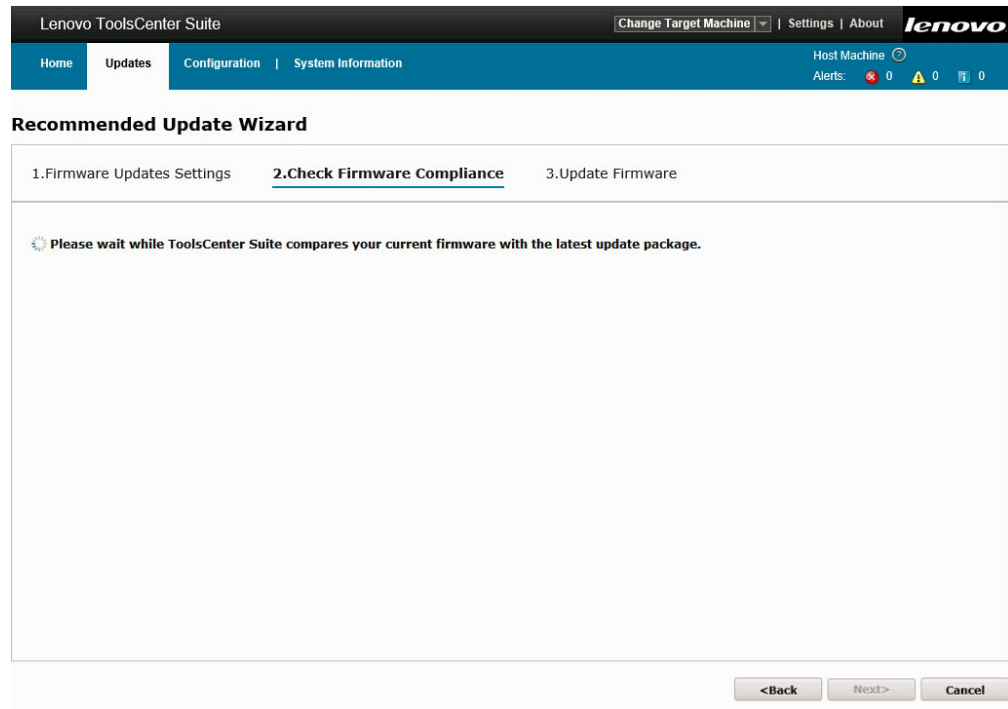 Lenovo ToolsCenter Suite
Change Target Machine | Settings | About lenovo
Home Updates Configuration | System Information
Host Machine ?
Alerts: 0 0 0
Recommended Update Wizard
1.Firmware Updates Settings 2.Check Firmware Compliance 3.Update Firmware
Please wait while ToolsCenter Suite compares your current firmware with the latest update package.
<Back Next> Cancel